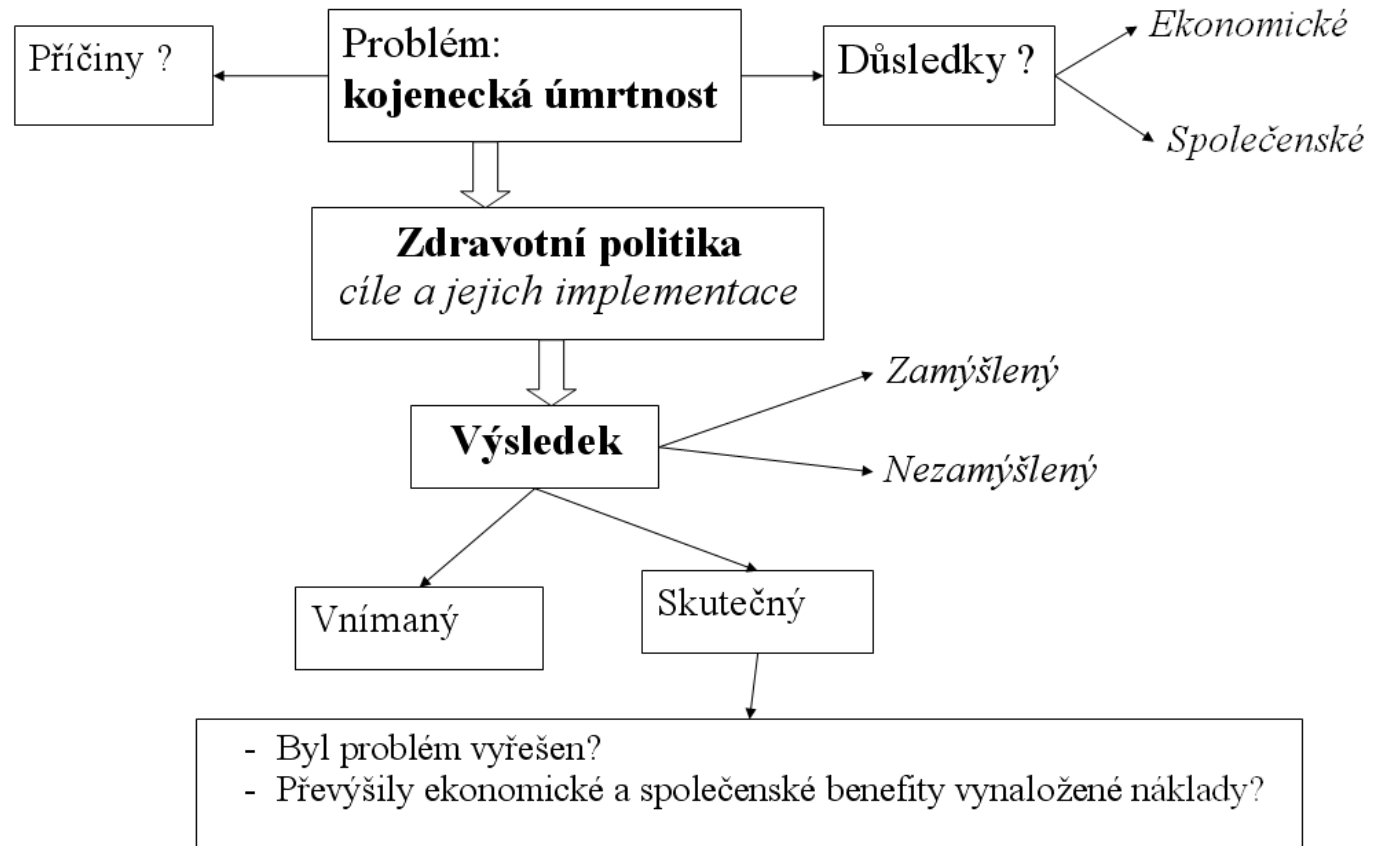 Příčiny ?
Problém:
kojenecká úmrtnost
Důsledky ?
Ekonomické
Společenské
Zdravotní politika
cíle a jejich implementace
Výsledek
Zamýšlený
Nezamýšlený
Vnímaný
Skutečný
- Byl problém vyřešen?
- Převýšily ekonomické a společenské benefity vynaložené náklady?